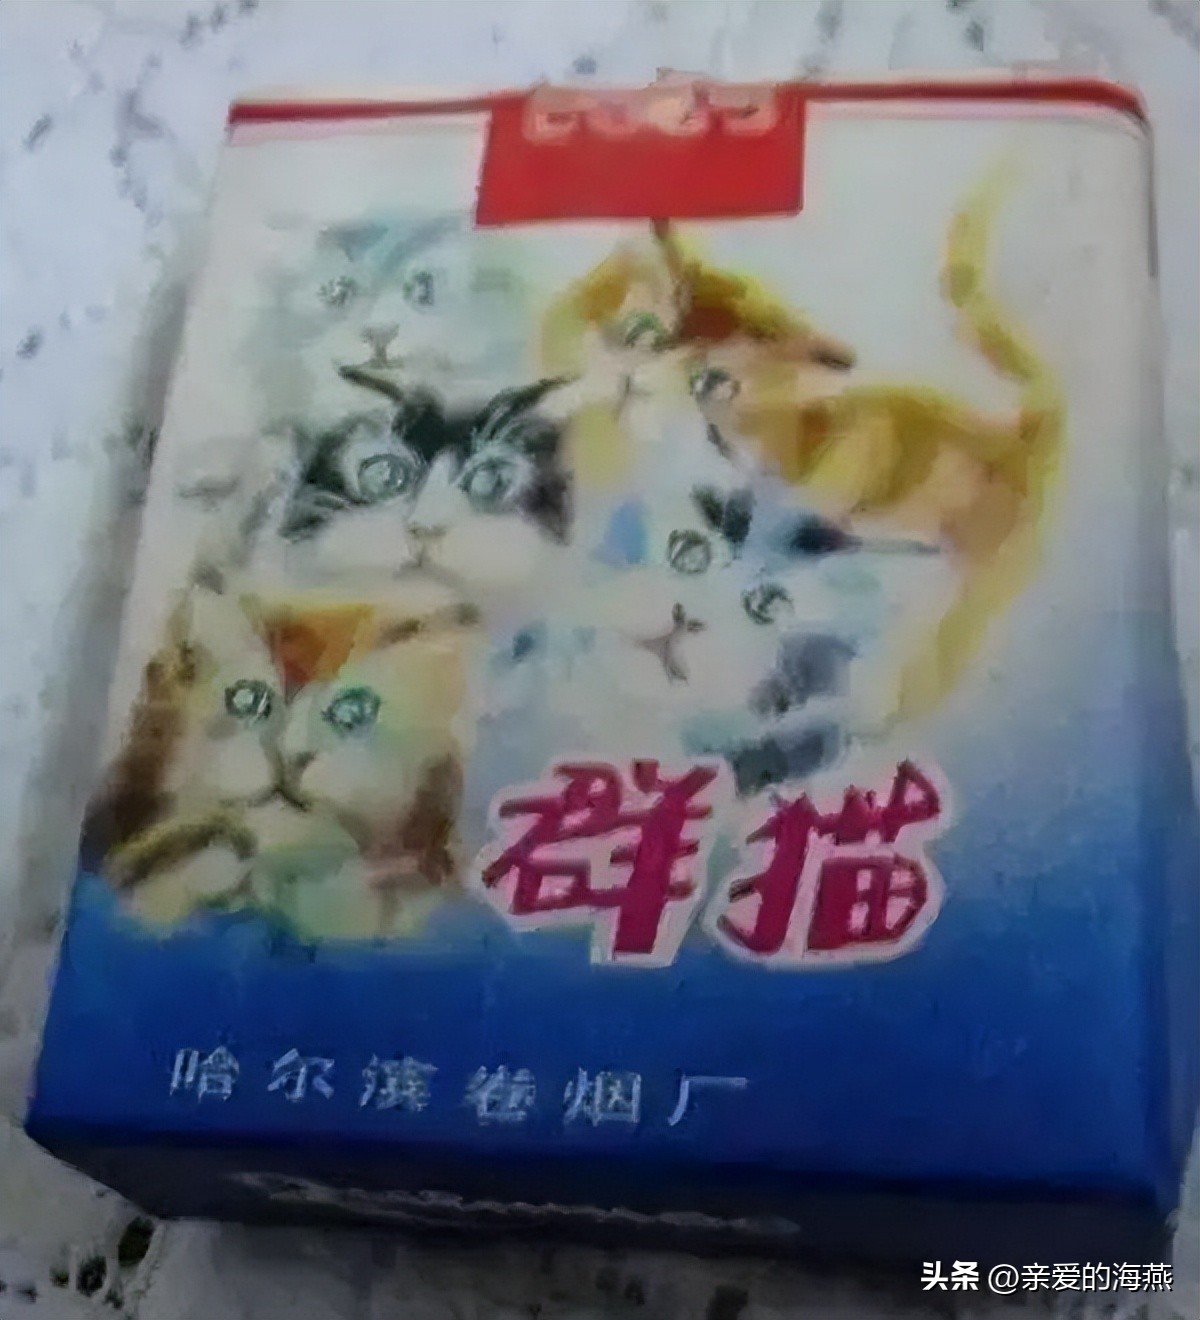 群猫
哈尔滨卷烟厂
头条 @亲爱的海燕